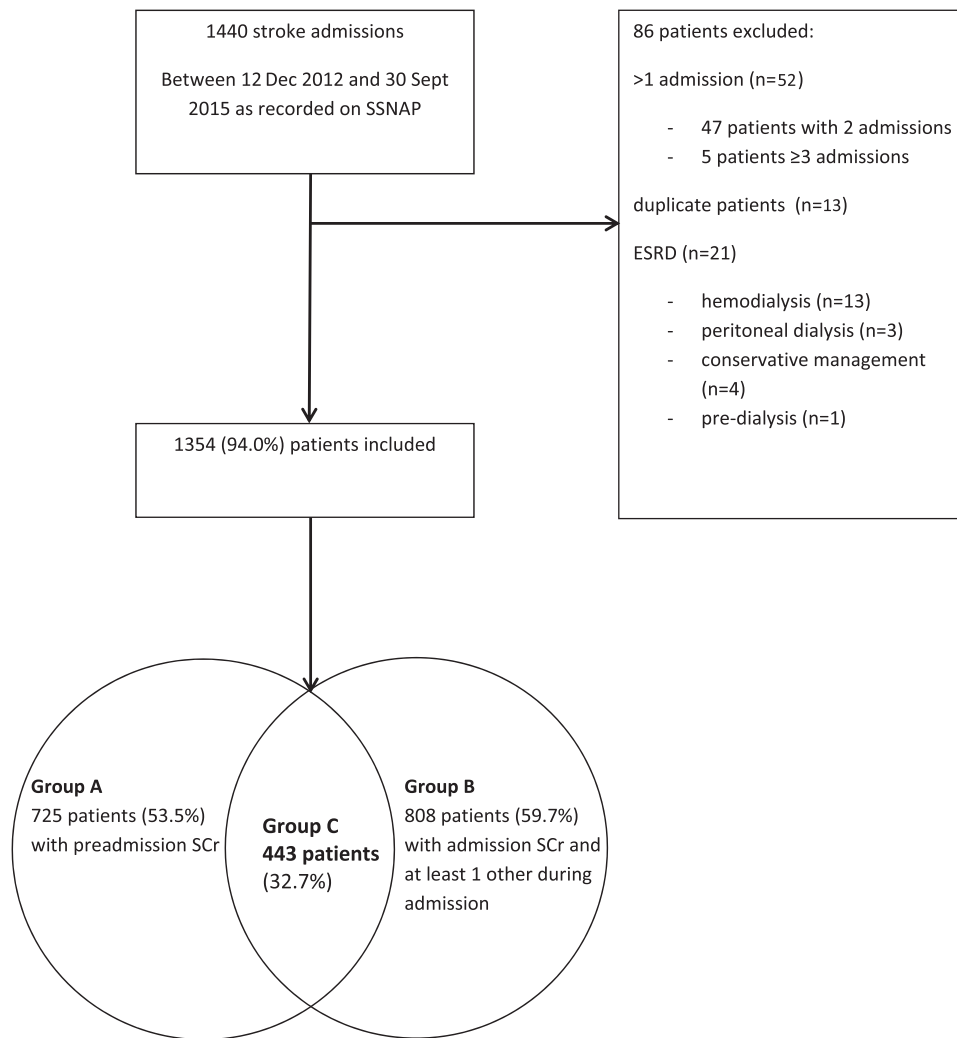 1440 stroke admissions
Between 12 Dec 2012 and 30 Sept
2015 as recorded on SSNAP
86 patients excluded:
>1 admission (n=52)
- 47 patients with 2 admissions
- 5 patients ≥3 admissions
duplicate patients (n=13)
ESRD (n=21)
- hemodialysis (n=13)
- peritoneal dialysis (n=3)
- conservative management
(n=4)
- pre-dialysis (n=1)
1354 (94.0%) patients included
Group A
725 patients (53.5%)
with preadmission SCr
Group C
443 patients
(32.7%)
Group B
808 patients (59.7%)
with admission SCr and
at least 1 other during
admission